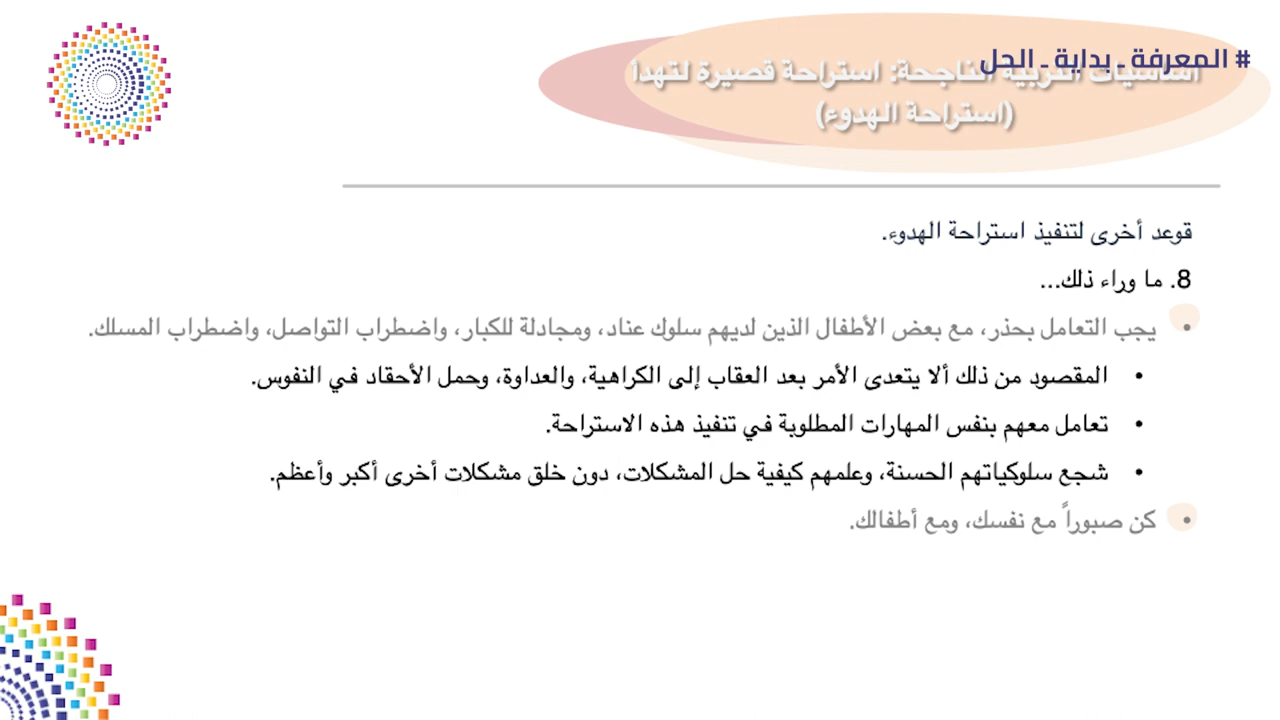 # المعرفة ـ بداية ـ الحل
أساسيات التربية الناجحة: استراحة قصيرة لتهدأ
(استراحة الهدوء)
قوعد أخرى لتنفيذ استراحة الهدوء.
8. ما وراء ذلك...
• يجب التعامل بحذر، مع بعض الأطفال الذين لديهم سلوك عناد، ومجادلة للكبار، واضطراب التواصل، واضطراب المسلك.
• المقصود من ذلك ألا يتعدى الأمر بعد العقاب إلى الكراهية، والعداوة، وحمل الأحقاد في النفوس.
• تعامل معهم بنفس المهارات المطلوبة في تنفيذ هذه الاستراحة.
• شجع سلوكياتهم الحسنة، وعلمهم كيفية حل المشكلات، دون خلق مشكلات أخرى أكبر وأعظم.
• كن صبوراً مع نفسك، ومع أطفالك.